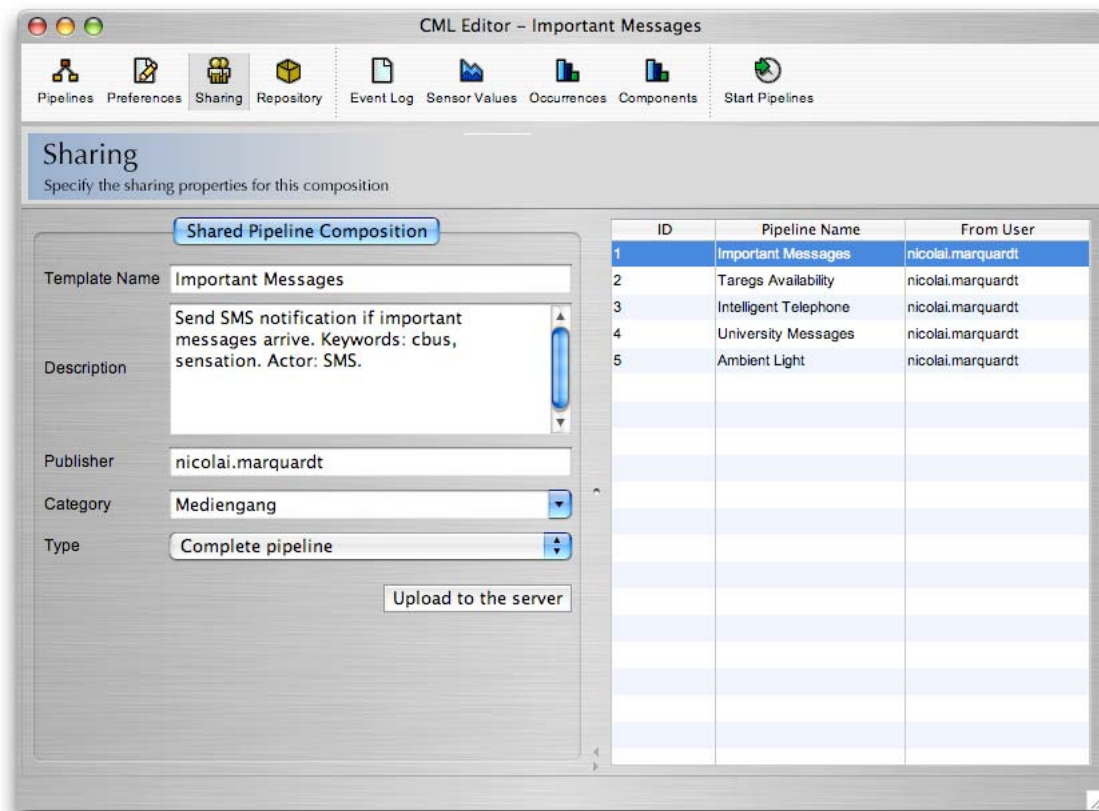 CML Editor – Important Messages
Pipelines Preferences Sharing Repository Event Log Sensor Values Occurrences Components Start Pipelines
Sharing
Specify the sharing properties for this composition
Shared Pipeline Composition
Template Name Important Messages
Description
Send SMS notification if important
messages arrive. Keywords: cbus,
sensation. Actor: SMS.
Publisher nicolai.marquardt
Category Mediengang
Type Complete pipeline
Upload to the server
ID Pipeline Name From User
1 Important Messages nicolai.marquardt
2 Taregs Availability nicolai.marquardt
3 Intelligent Telephone nicolai.marquardt
4 University Messages nicolai.marquardt
5 Ambient Light nicolai.marquardt